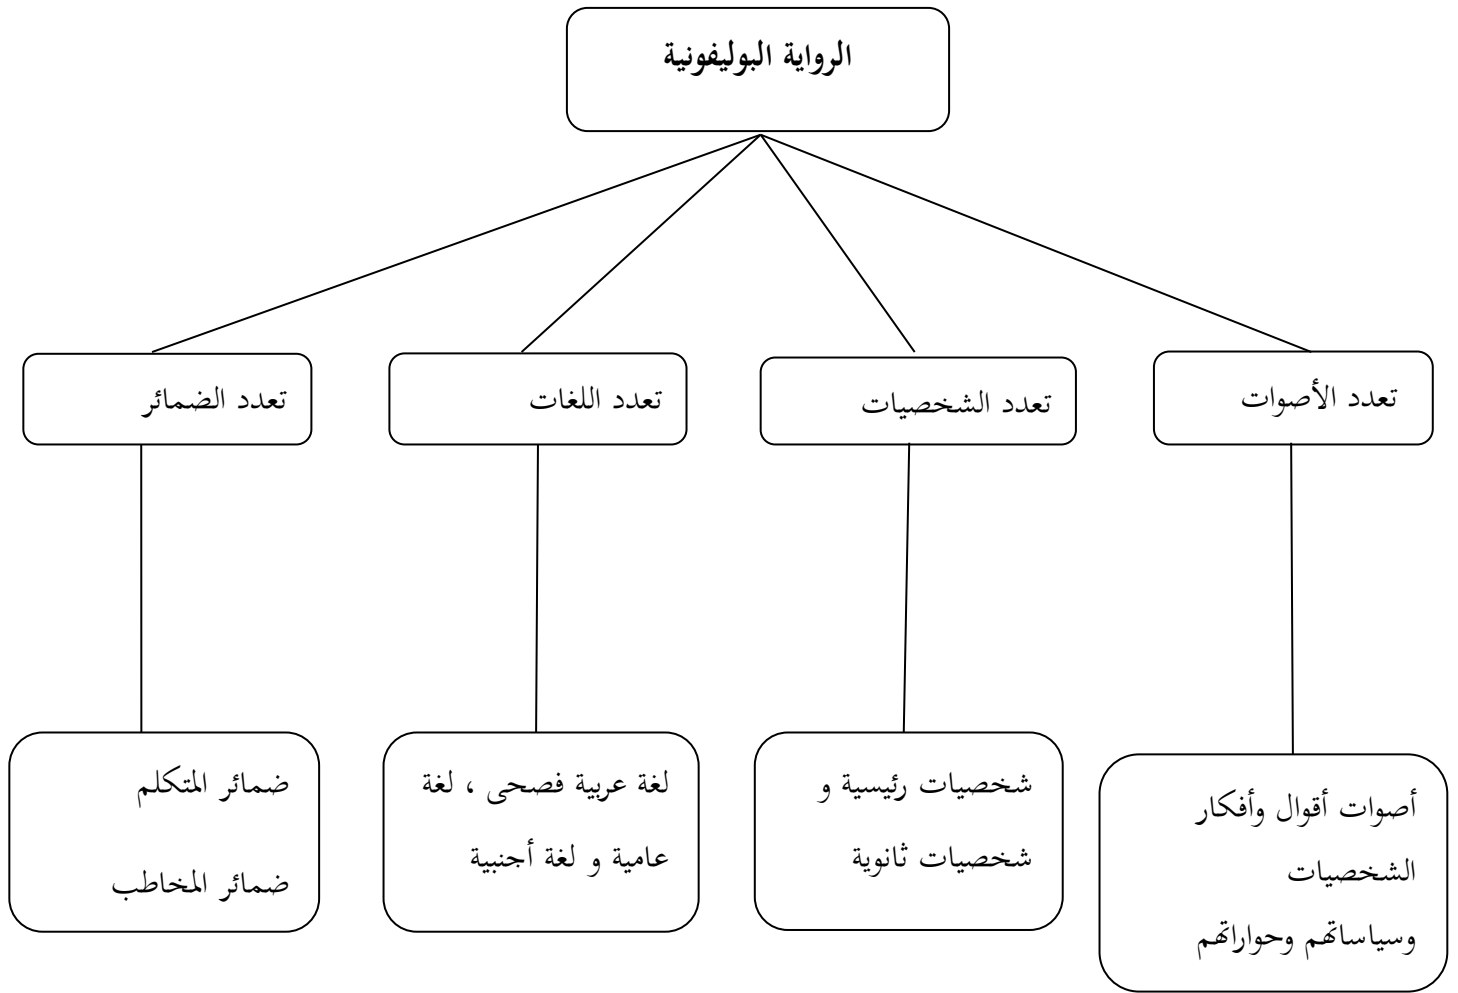 الرواية البوليفونية
تعدد الأصوات
تعدد الشخصيات
تعدد اللغات
تعدد الضمائر
أصوات أقوال وأفكار
الشخصيات
وسياساتهم وحواراتهم
شخصيات رئيسية و
شخصيات ثانوية
لغة عربية فصحى ، لغة
عامية و لغة أجنبية
ضمائر المتكلم
ضمائر المخاطب